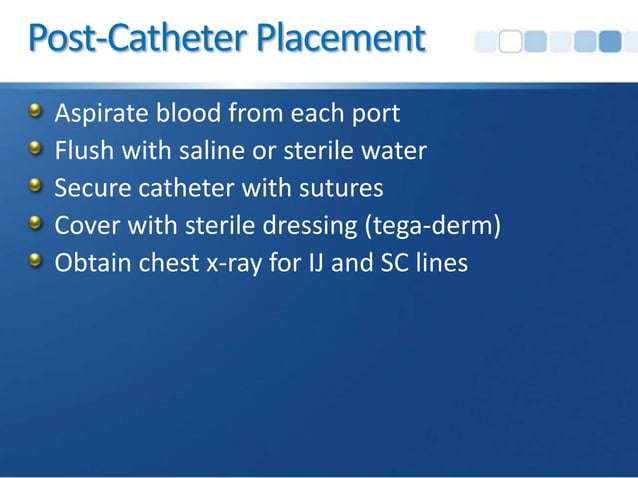 Post-Catheter Placement
Aspirate blood from each port
Flush with saline or sterile water
Secure catheter with sutures
Cover with sterile dressing (tega-derm)
Obtain chest x-ray for IJ and SC lines